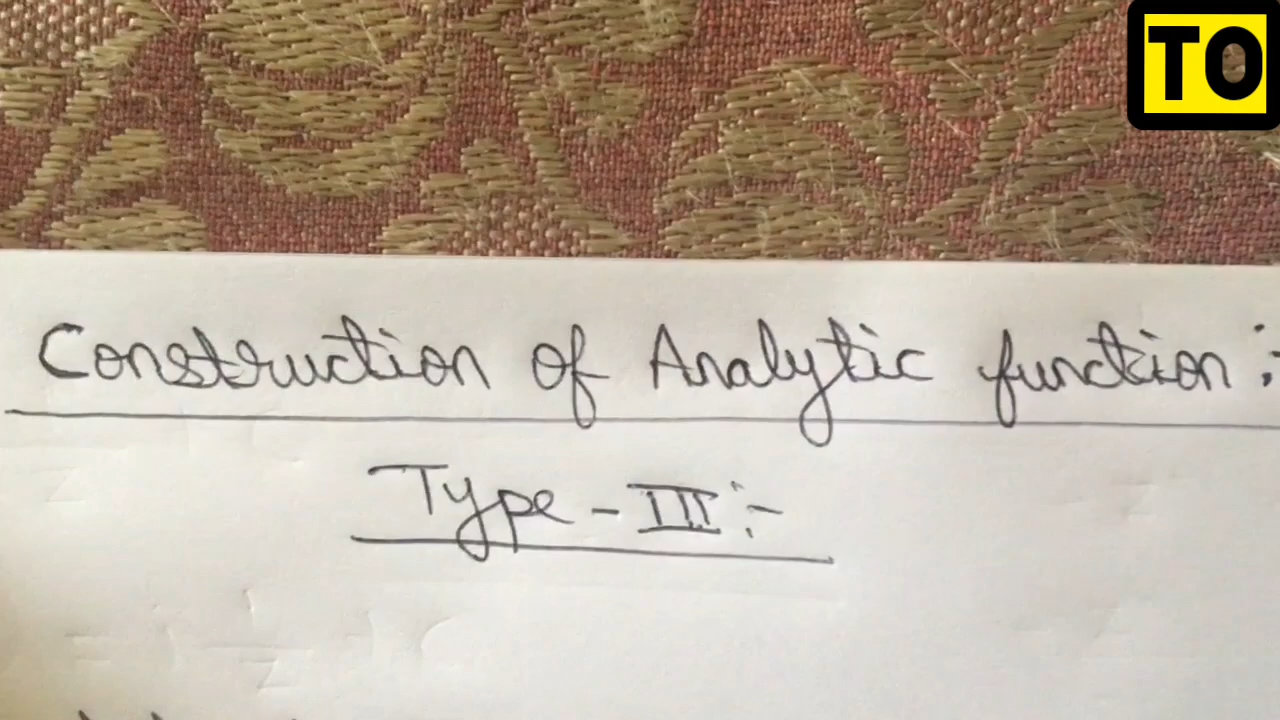 TO
Construction of Analytic function :-
Type - III :-